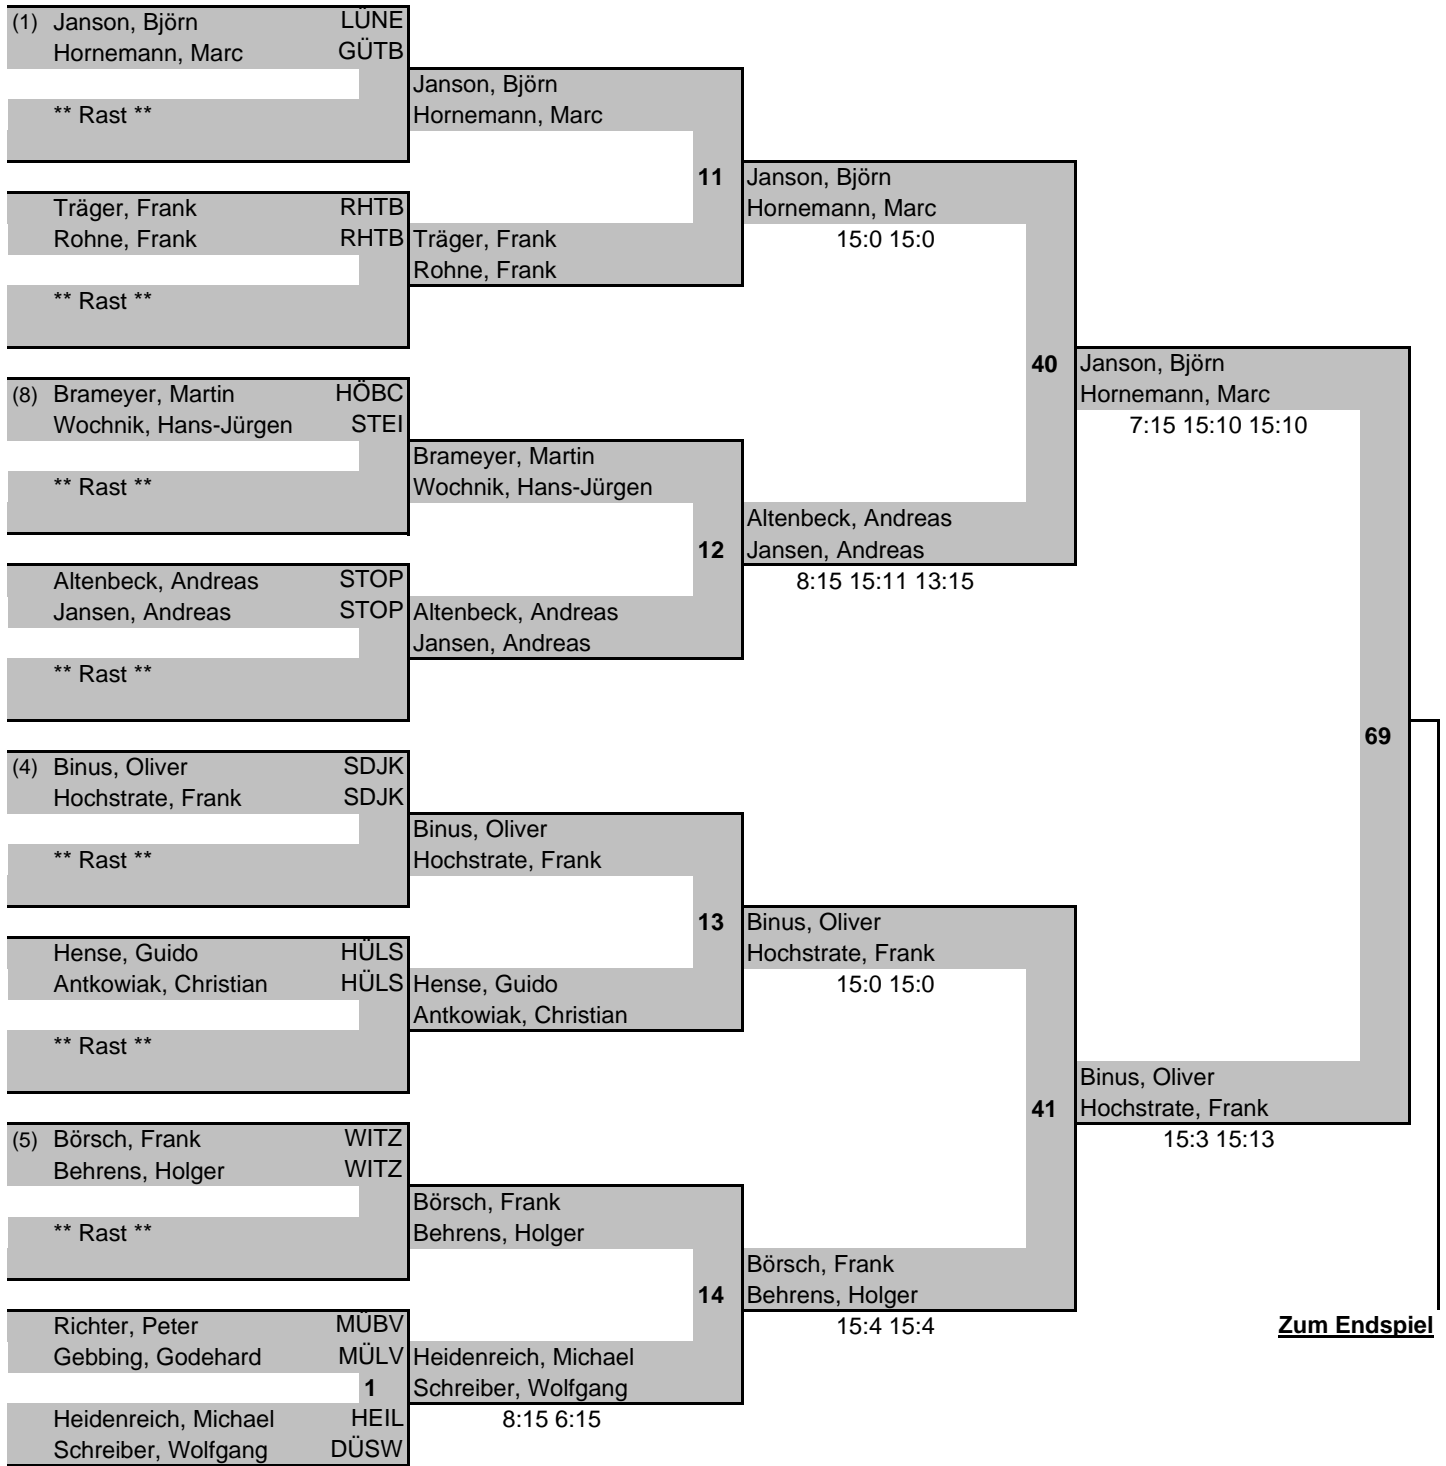 (1) Janson, Björn LÜNE
Hornemann, Marc GÜTB
** Rast **
Träger, Frank RHTB
Rohne, Frank RHTB
** Rast **
(8) Brameyer, Martin HÖBC
Wochnik, Hans-Jürgen STEI
** Rast **
Altenbeck, Andreas STOP
Jansen, Andreas STOP
** Rast **
(4) Binus, Oliver SDJK
Hochstrate, Frank SDJK
** Rast **
Hense, Guido HÜLS
Antkowiak, Christian HÜLS
** Rast **
(5) Börsch, Frank WITZ
Behrens, Holger WITZ
** Rast **
Richter, Peter MÜBV
Gebbing, Godehard MÜLV
1
Heidenreich, Michael HEIL
Schreiber, Wolfgang DÜSW
Janson, Björn
Hornemann, Marc
11
Träger, Frank
Rohne, Frank
Brameyer, Martin
Wochnik, Hans-Jürgen
12
Altenbeck, Andreas
Jansen, Andreas
Binus, Oliver
Hochstrate, Frank
13
Hense, Guido
Antkowiak, Christian
Börsch, Frank
Behrens, Holger
14
Heidenreich, Michael
Schreiber, Wolfgang
8:15 6:15
Janson, Björn
Hornemann, Marc
15:0 15:0
40
Altenbeck, Andreas
Jansen, Andreas
8:15 15:11 13:15
Binus, Oliver
Hochstrate, Frank
15:0 15:0
41
Börsch, Frank
Behrens, Holger
15:4 15:4
Janson, Björn
Hornemann, Marc
7:15 15:10 15:10
69
Binus, Oliver
Hochstrate, Frank
15:3 15:13
Zum Endspiel